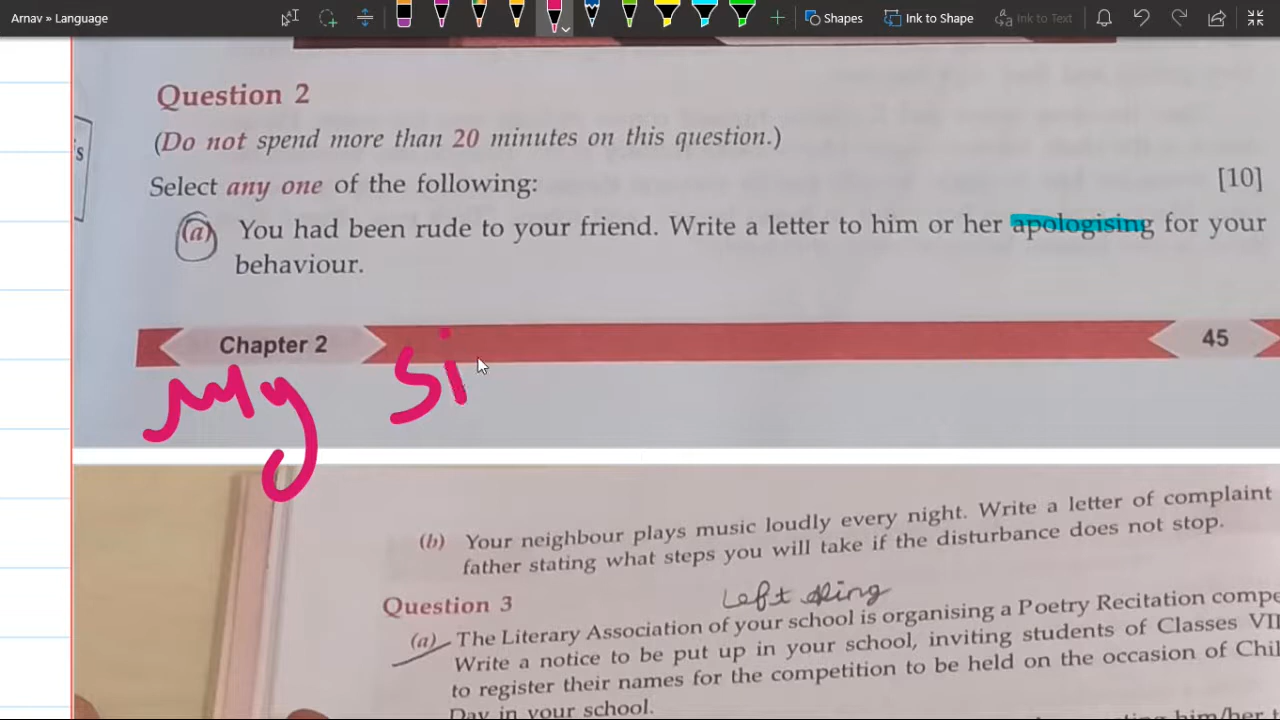 Arnav » Language
Shapes
Ink to Shape
Ink to Text
Question 2
(Do not spend more than 20 minutes on this question.)
Select any one of the following: [10]
(a) You had been rude to your friend. Write a letter to him or her apologising for your
behaviour.
Chapter 2 45
My si
(b) Your neighbour plays music loudly every night. Write a letter of complaint
father stating what steps you will take if the disturbance does not stop.
Left
Question 3
(a) The Literary Association of your school is organising a Poetry Recitation compe
Write a notice to be put up in your school, inviting students of Classes VII
to register their names for the competition to be held on the occasion of Chil
Day in your school.
him/her t